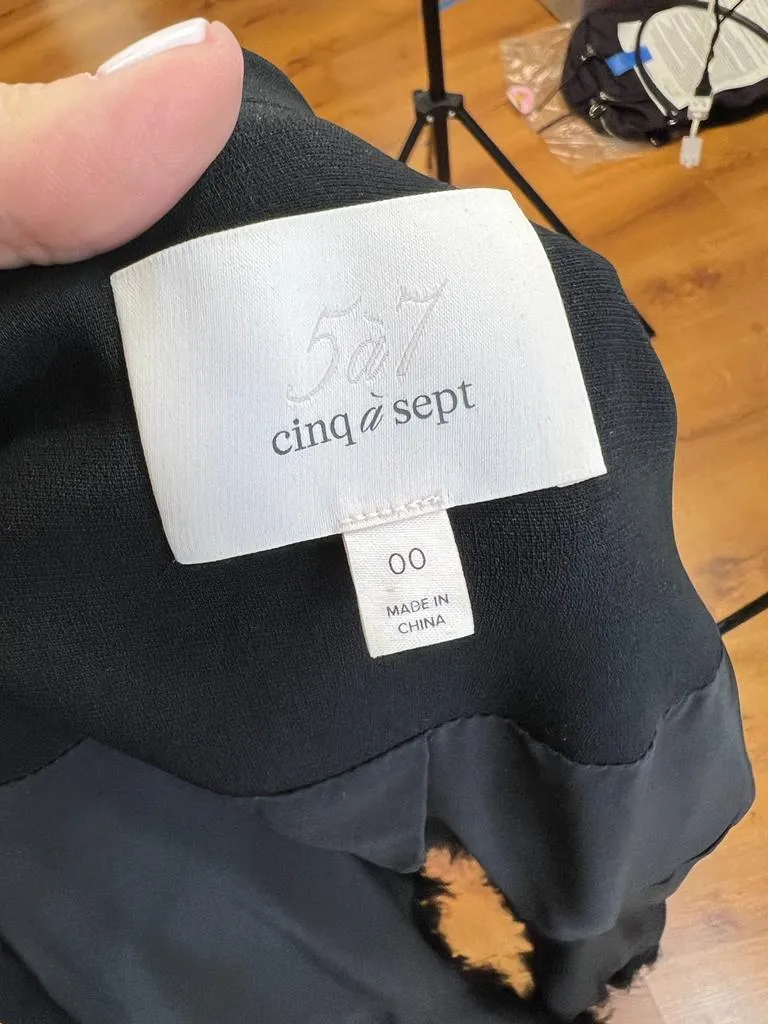 5à7
cinq à sept
00
MADE IN
CHINA